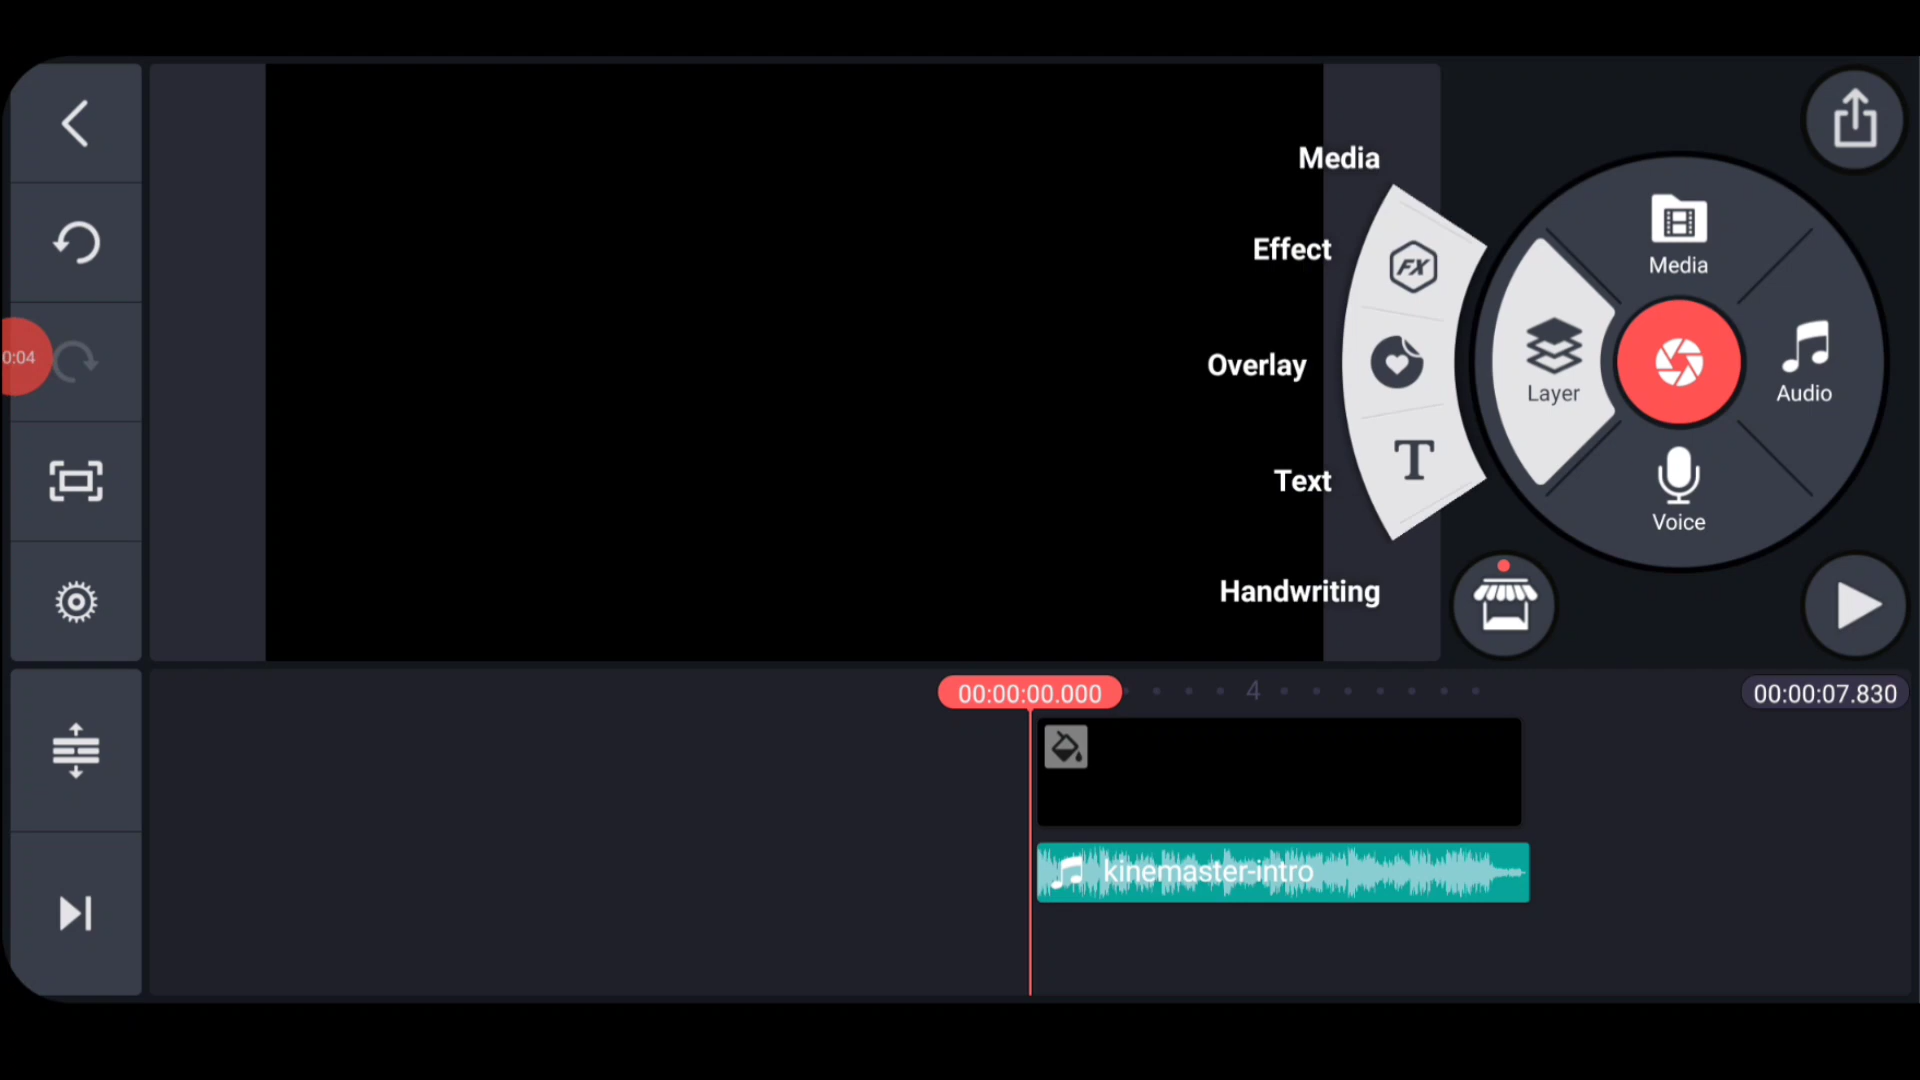 Media
Effect
Overlay
Text
Handwriting
FX
T
Media
Layer
Audio
Voice
0:04
00:00:00.000
4
00:00:07.830
kinemaster-intro